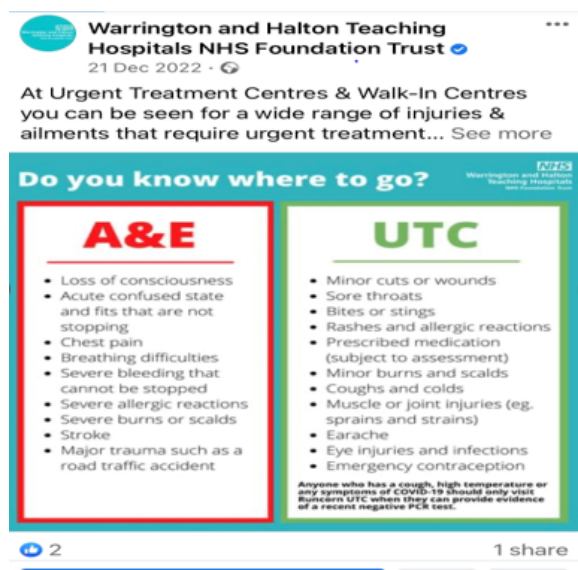 Warrington and Halton Teaching
Hospitals NHS Foundation Trust
21 Dec 2022 ·
At Urgent Treatment Centres & Walk-In Centres
you can be seen for a wide range of injuries &
ailments that require urgent treatment... See more
NHS
Warrington and Halton
Teaching Hospitals
NHS Foundation Trust
Do you know where to go?
A&E
• Loss of consciousness
• Acute confused state
and fits that are not
stopping
• Chest pain
• Breathing difficulties
• Severe bleeding that
cannot be stopped
• Severe allergic reactions
• Severe burns or scalds
• Stroke
• Major trauma such as a
road traffic accident
UTC
• Minor cuts or wounds
• Sore throats
• Bites or stings
• Rashes and allergic reactions
• Prescribed medication
(subject to assessment)
• Minor burns and scalds
• Coughs and colds
• Muscle or joint injuries (eg.
sprains and strains)
• Earache
• Eye injuries and infections
• Emergency contraception
Anyone who has a cough, high temperature or
any symptoms of COVID-19 should only visit
Runcorn UTC when they can provide evidence
of a recent negative PCR test.
2
1 share